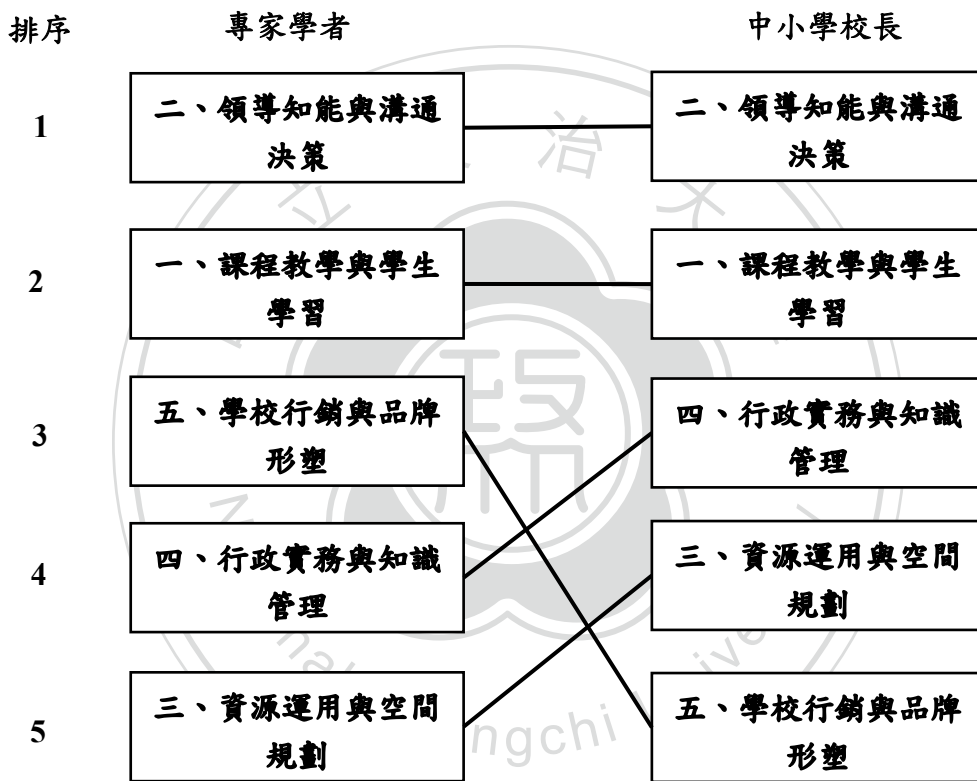 排序 專家學者 中小學校長
1
二、領導知能與溝通
決策
二、領導知能與溝通
決策
2
一、課程教學與學生
學習
一、課程教學與學生
學習
3
五、學校行銷與品牌
形塑
四、行政實務與知識
管理
4
四、行政實務與知識
管理
三、資源運用與空間
規劃
5
三、資源運用與空間
規劃
五、學校行銷與品牌
形塑
立
治
大
政
ngchi